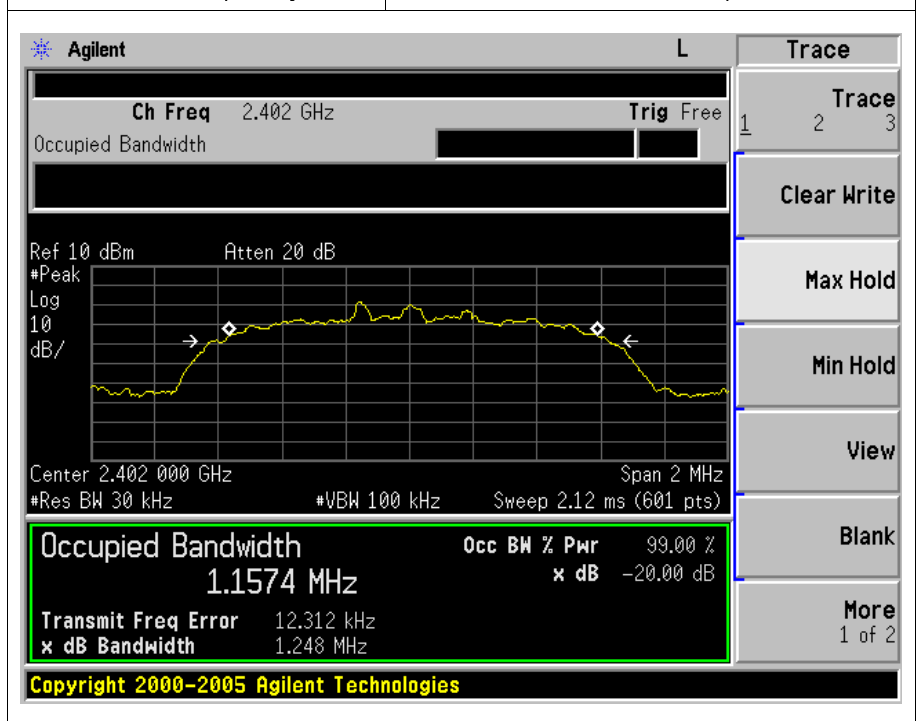 Agilent L Trace
Ch Freq 2.402 GHz Trig Free
Occupied Bandwidth
Trace
1 2 3
Clear Write
Max Hold
Min Hold
View
Blank
More
1 of 2
Ref 10 dBm Atten 20 dB
#Peak
Log
10
dB/
Center 2.402 000 GHz Span 2 MHz
#Res BW 30 kHz #VBW 100 kHz Sweep 2.12 ms (601 pts)
Occupied Bandwidth Occ BW % Pwr 99.00 %
1.1574 MHz x dB -20.00 dB
Transmit Freq Error 12.312 kHz
x dB Bandwidth 1.248 MHz
Copyright 2000-2005 Agilent Technologies